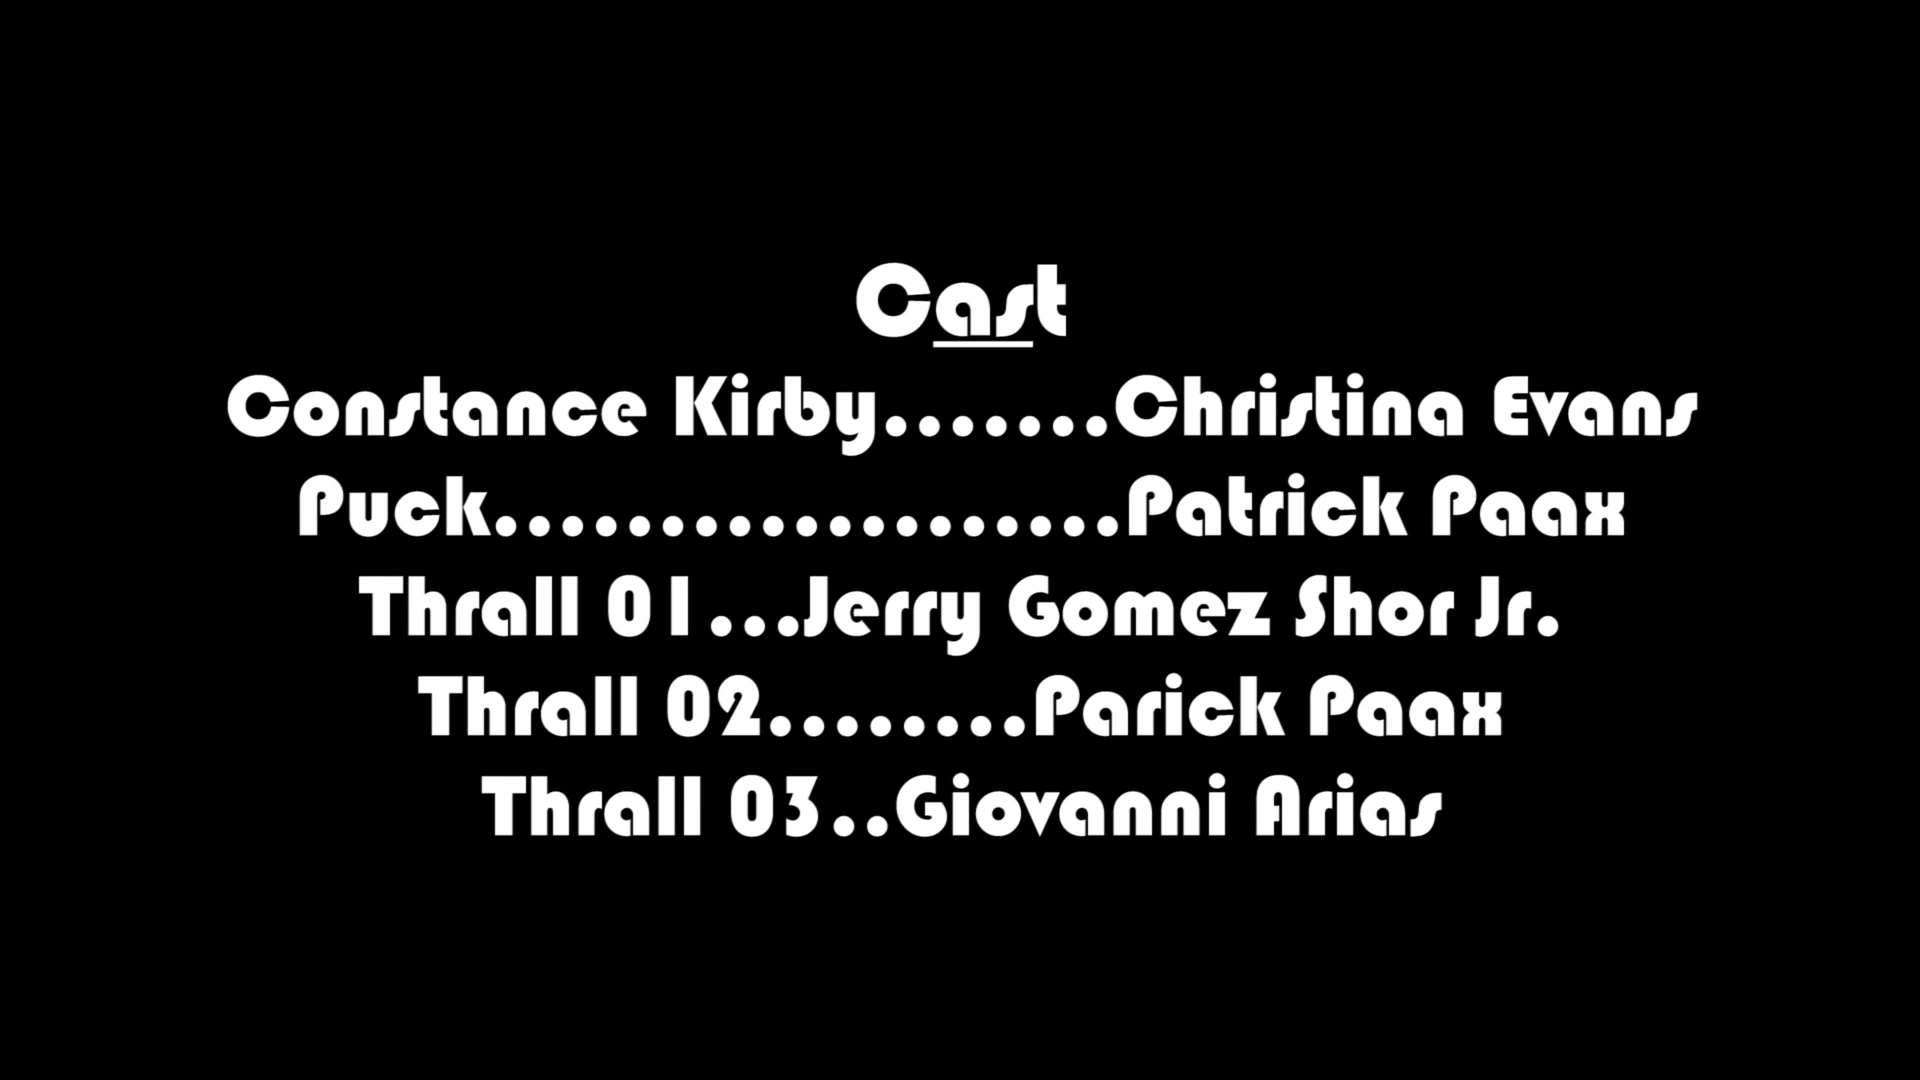 Cast
Constance Kirby.......Christina Evans
Puck...................Patrick Paax
Thrall 01...Jerry Gomez Shor Jr.
Thrall 02........Parick Paax
Thrall 03..Giovanni Arias